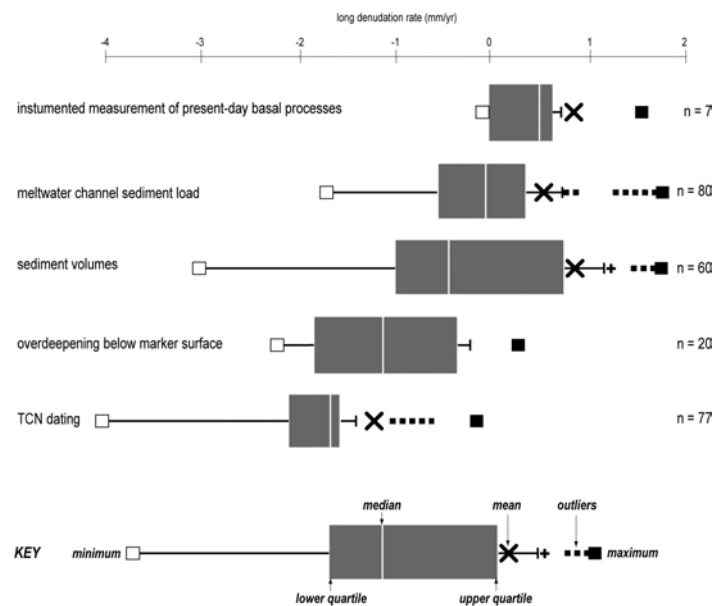 long denudation rate (mm/yr)
-4 -3 -2 -1 0 1 2
instumented measurement of present-day basal processes n = 7
meltwater channel sediment load n = 80
sediment volumes n = 60
overdeepening below marker surface n = 20
TCN dating n = 77
median mean outliers
KEY minimum maximum
lower quartile upper quartile